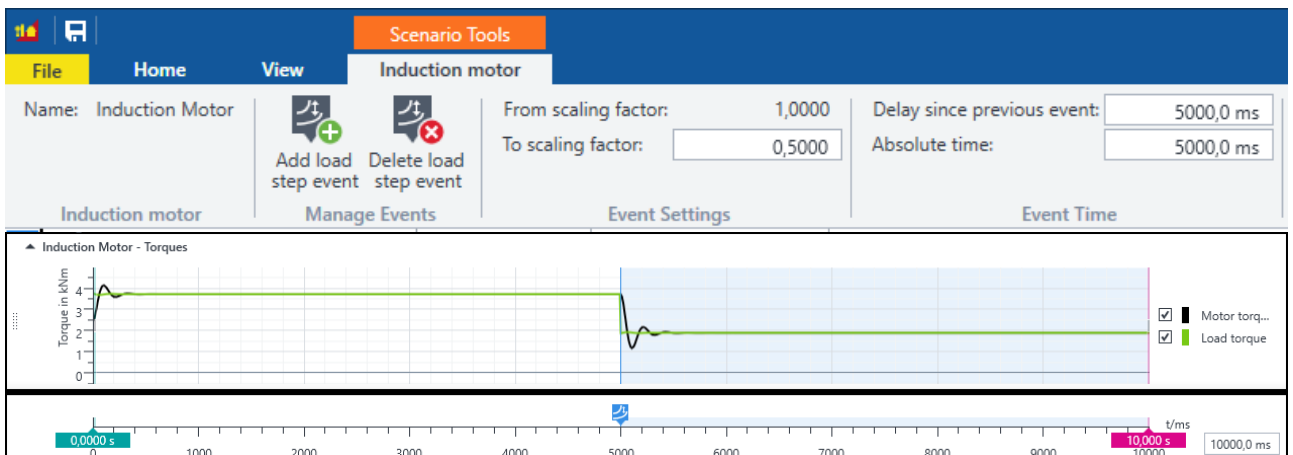 Scenario Tools
File Home View Induction motor
Name: Induction Motor
Add load step event
Delete load step event
From scaling factor: 1,0000
To scaling factor: 0,5000
Delay since previous event: 5000,0 ms
Absolute time: 5000,0 ms
Induction motor Manage Events Event Settings Event Time
Induction Motor - Torques
Torque in kNm
4
3
2
1
0
Motor torq...
Load torque
t/ms
0,0000 s
10,000 s
10000,0 ms
0 1000 2000 3000 4000 5000 6000 7000 8000 9000 10000